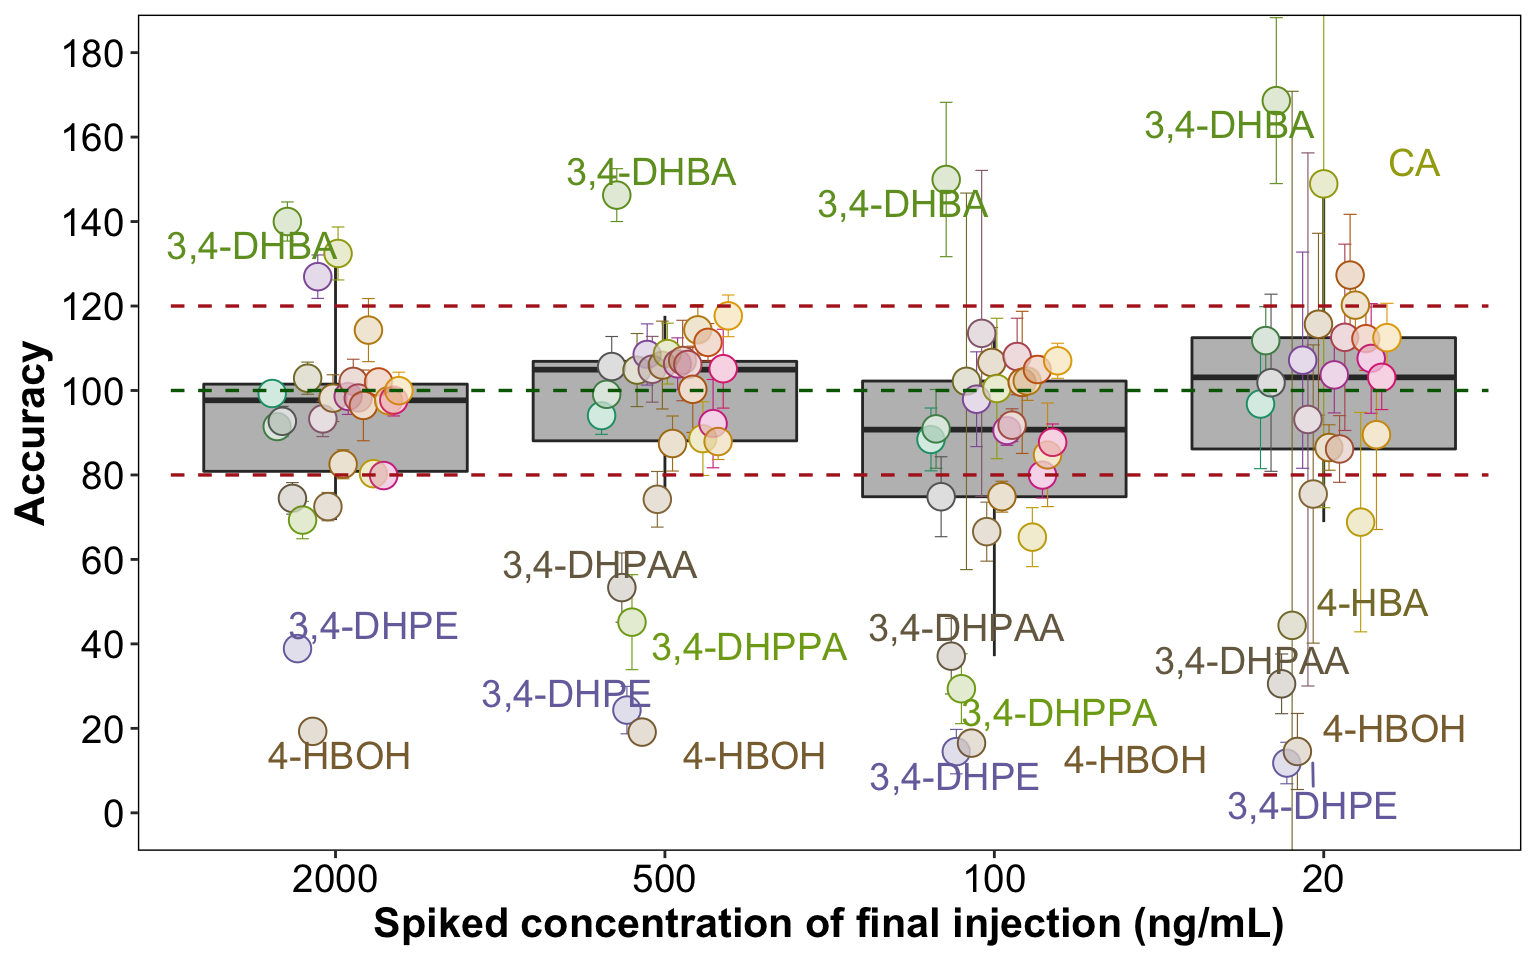 180
160
140
120
100
80
60
40
20
0
Accuracy
3,4-DHBA
3,4-DHPE
4-HBOH
3,4-DHBA
3,4-DHPAA
3,4-DHPPA
3,4-DHPE
4-HBOH
3,4-DHBA
3,4-DHPAA
3,4-DHPPA
4-HBOH
3,4-DHPE
3,4-DHBA
CA
4-HBA
3,4-DHPAA
4-HBOH
3,4-DHPE
2000 500 100 20
Spiked concentration of final injection (ng/mL)